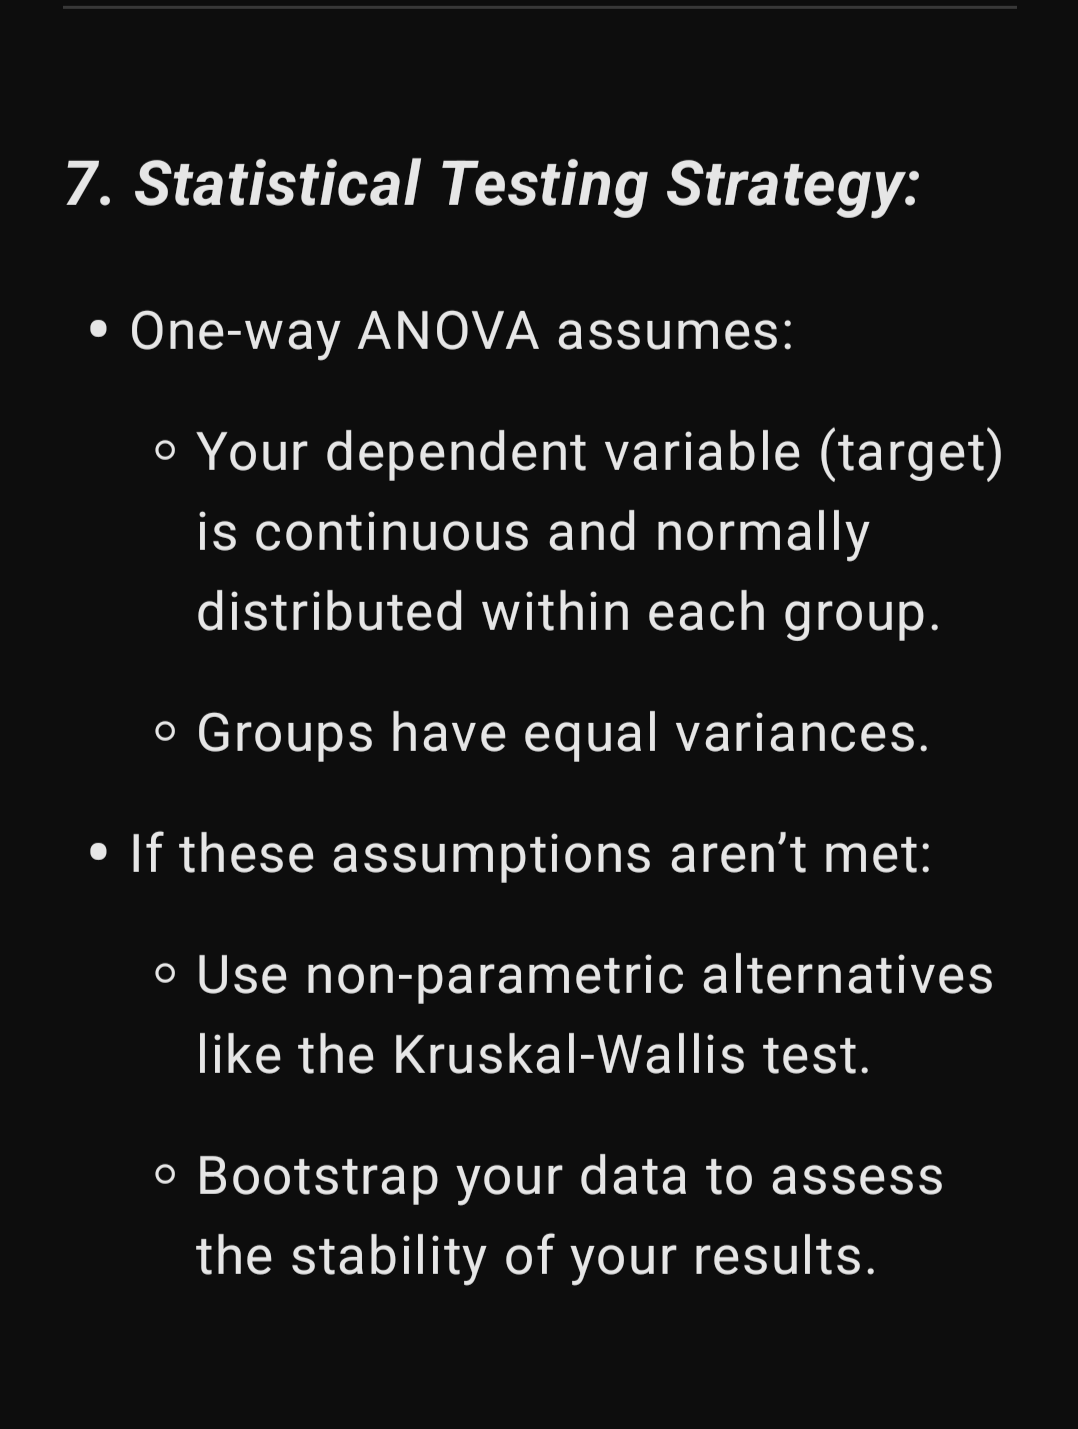 7. Statistical Testing Strategy:
• One-way ANOVA assumes:
◦ Your dependent variable (target)
is continuous and normally
distributed within each group.
◦ Groups have equal variances.
• If these assumptions aren’t met:
◦ Use non-parametric alternatives
like the Kruskal-Wallis test.
◦ Bootstrap your data to assess
the stability of your results.